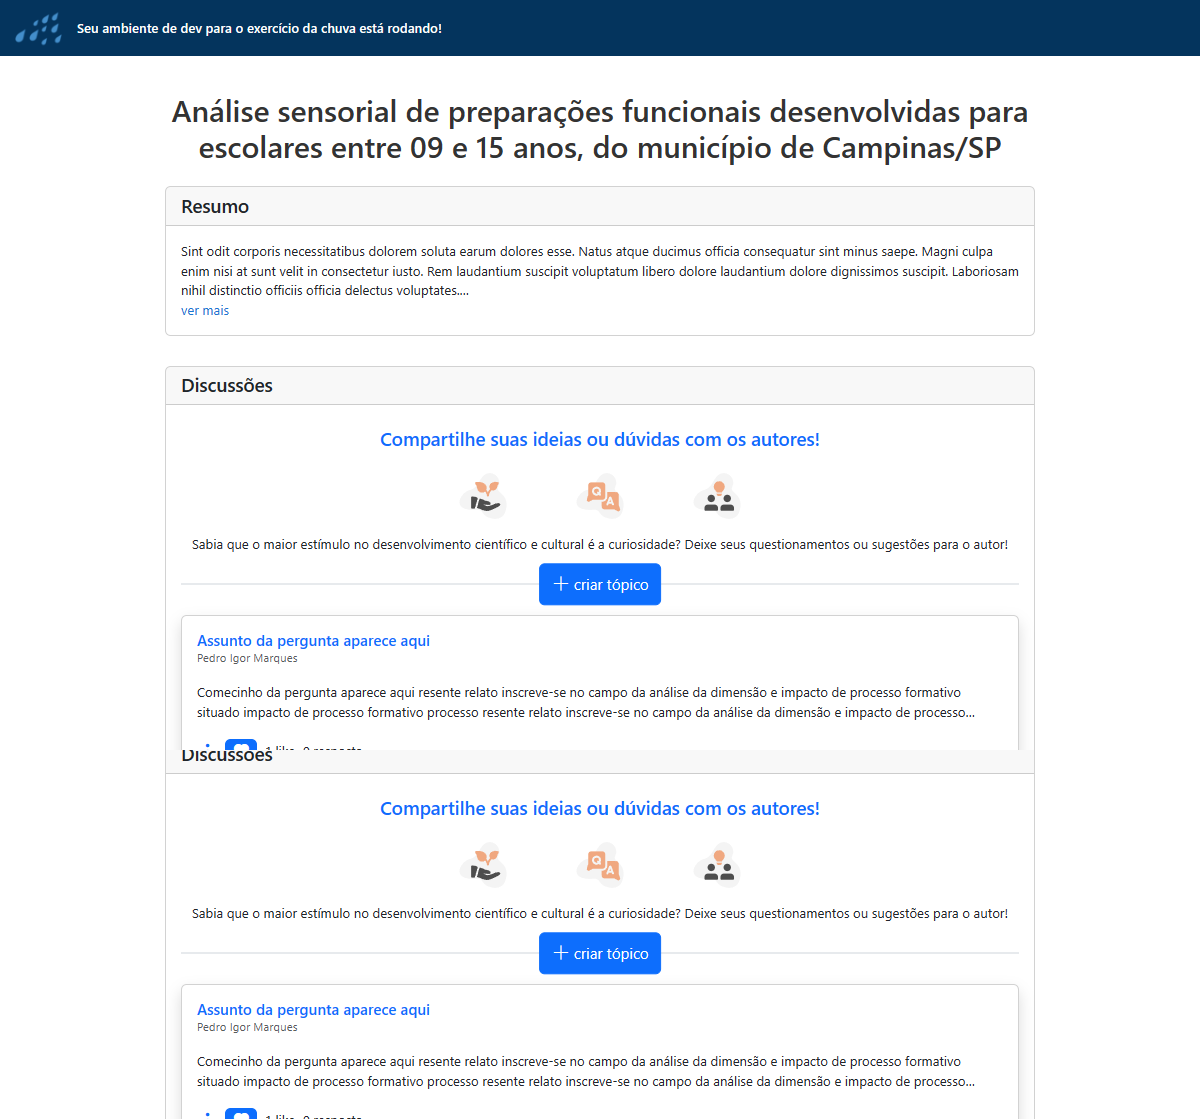 Seu ambiente de dev para o exercício da chuva está rodando!
Análise sensorial de preparações funcionais desenvolvidas para
escolares entre 09 e 15 anos, do município de Campinas/SP
Resumo
Sint odit corporis necessitatibus dolorem soluta earum dolores esse. Natus atque ducimus officia consequatur sint minus saepe. Magni culpa
enim nisi at sunt velit in consectetur iusto. Rem laudantium suscipit voluptatum libero dolore laudantium dolore dignissimos suscipit. Laboriosam
nihil distinctio officiis officia delectus voluptates....
ver mais
Discussões
Compartilhe suas ideias ou dúvidas com os autores!
Q
A
Sabia que o maior estímulo no desenvolvimento científico e cultural é a curiosidade? Deixe seus questionamentos ou sugestões para o autor!
+ criar tópico
Assunto da pergunta aparece aqui
Pedro Igor Marques
Comecinho da pergunta aparece aqui resente relato inscreve-se no campo da análise da dimensão e impacto de processo formativo
situado impacto de processo formativo processo resente relato inscreve-se no campo da análise da dimensão e impacto de processo...
1 like 0 resposta
Discussões
Compartilhe suas ideias ou dúvidas com os autores!
Q
A
Sabia que o maior estímulo no desenvolvimento científico e cultural é a curiosidade? Deixe seus questionamentos ou sugestões para o autor!
+ criar tópico
Assunto da pergunta aparece aqui
Pedro Igor Marques
Comecinho da pergunta aparece aqui resente relato inscreve-se no campo da análise da dimensão e impacto de processo formativo
situado impacto de processo formativo processo resente relato inscreve-se no campo da análise da dimensão e impacto de processo...
1 like 0 resposta